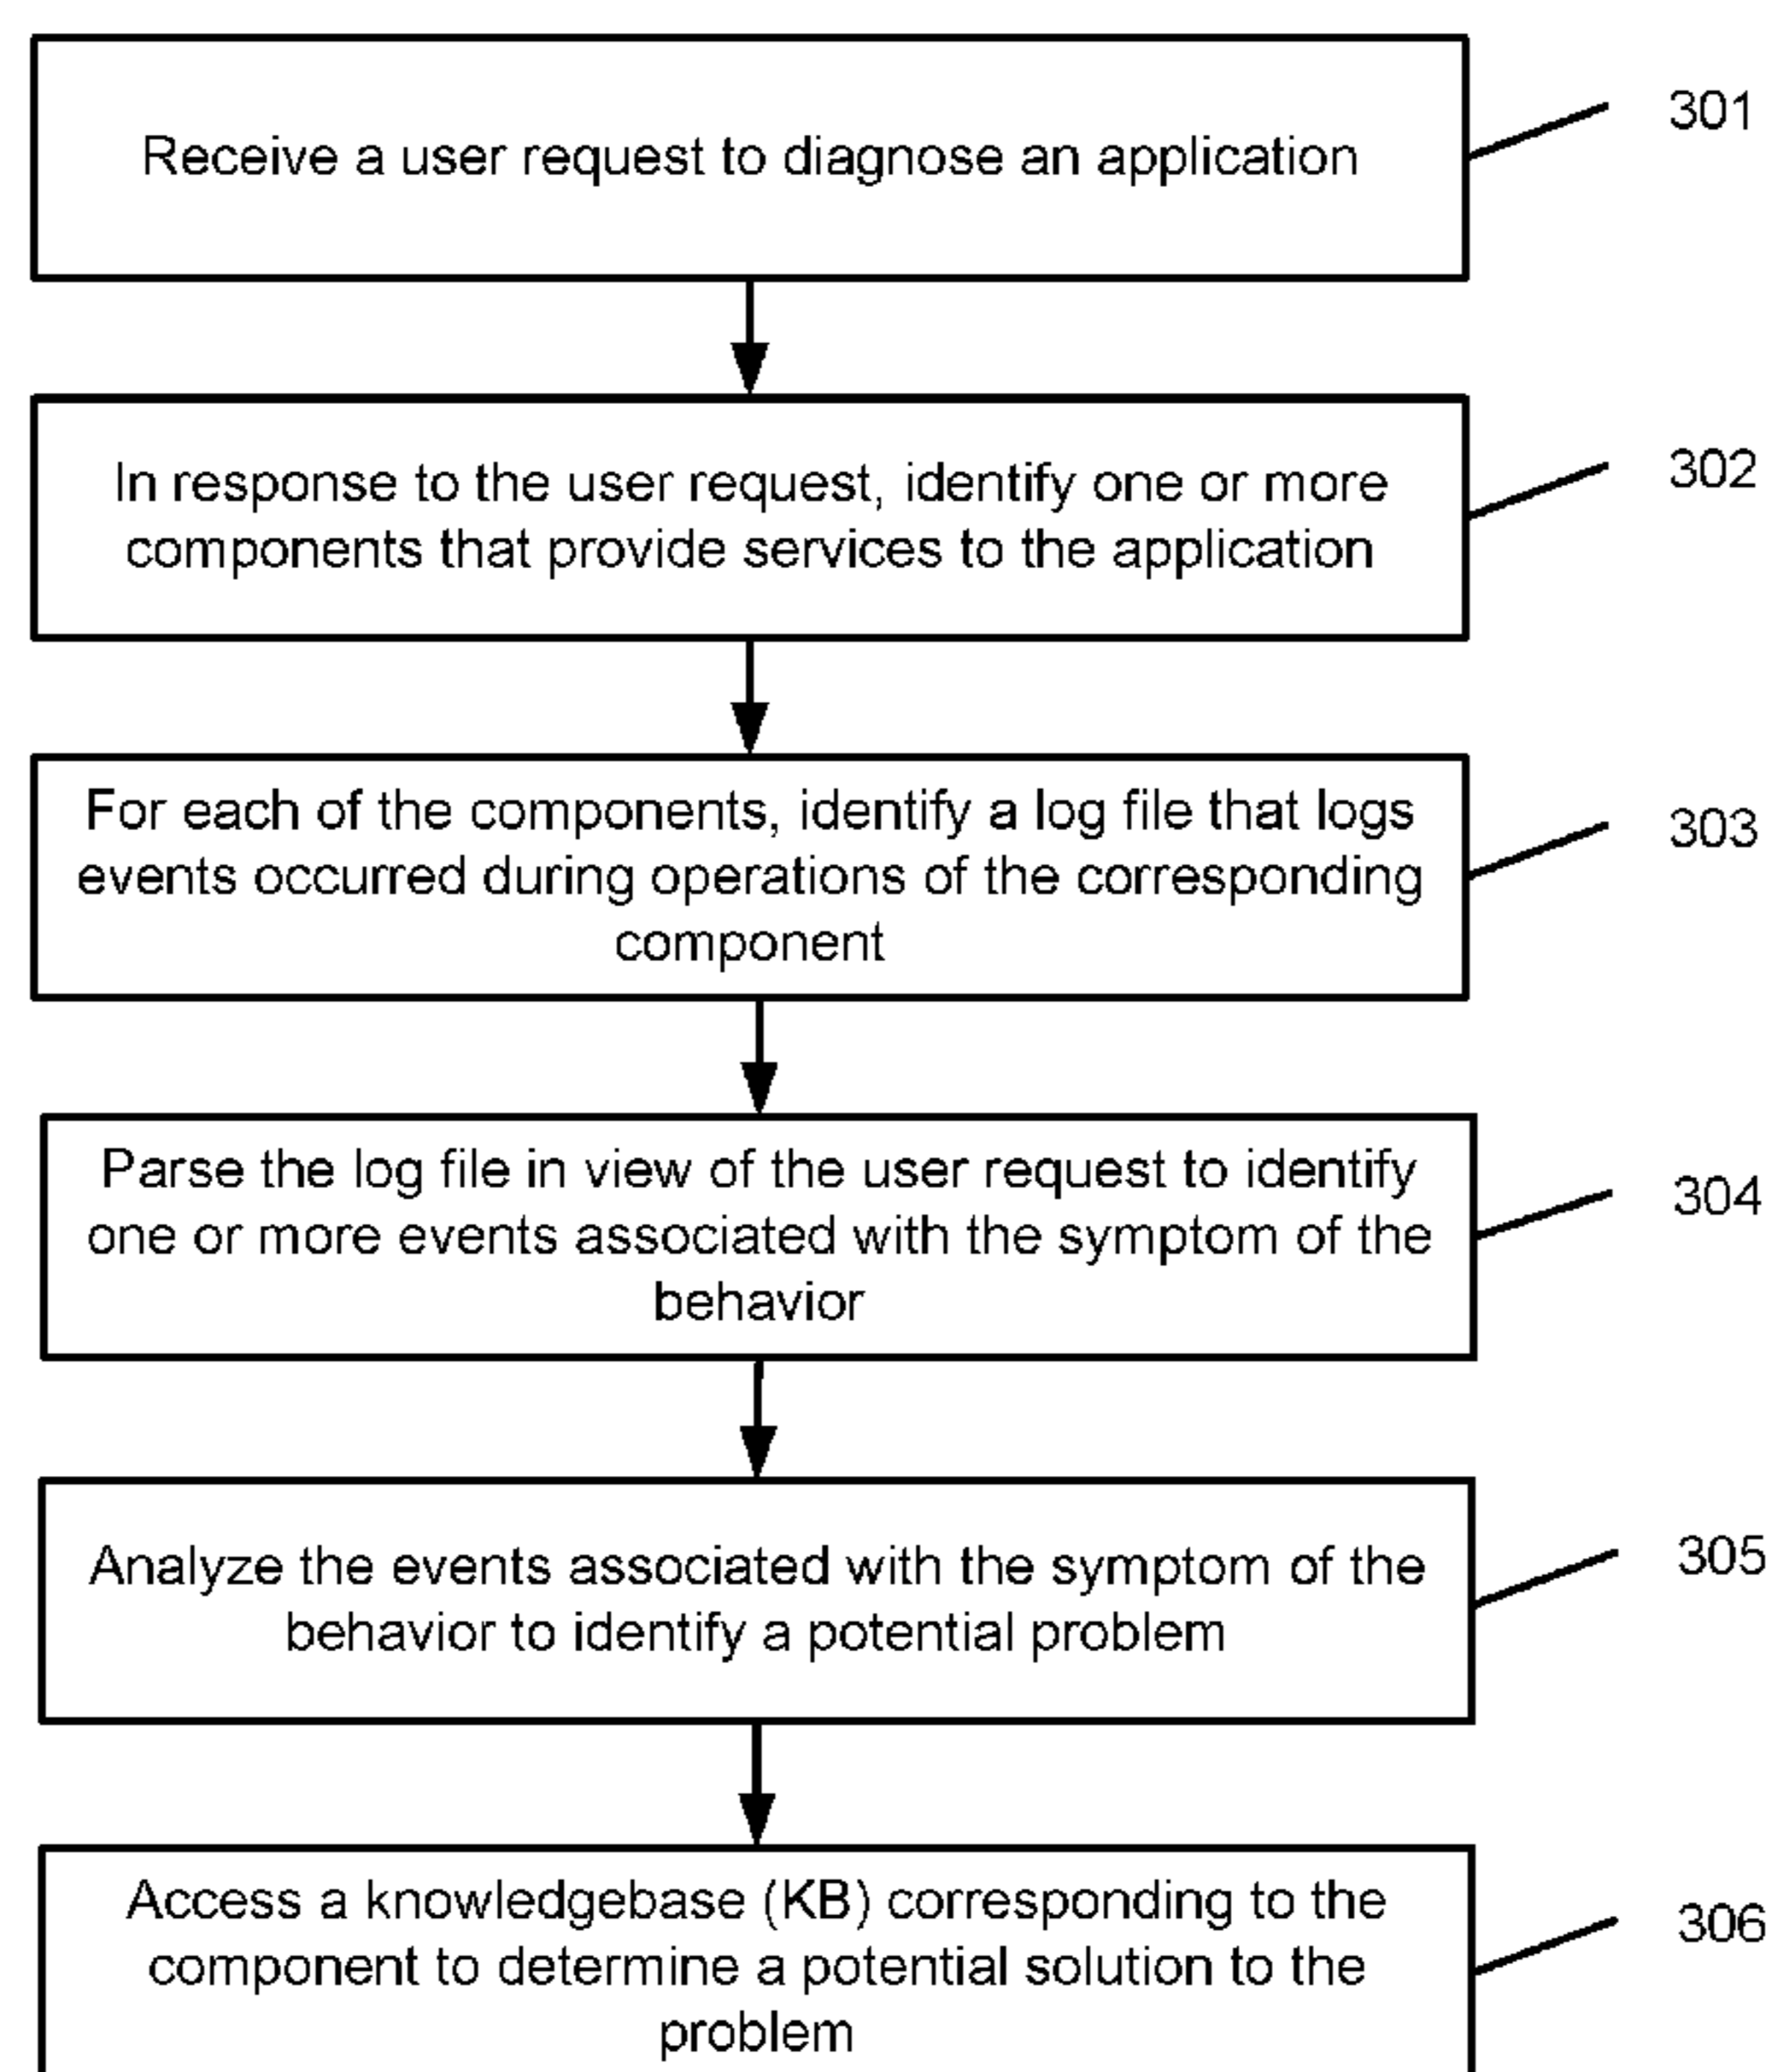 Receive a user request to diagnose an application
301
In response to the user request, identify one or more
components that provide services to the application
302
For each of the components, identify a log file that logs
events occurred during operations of the corresponding
component
303
Parse the log file in view of the user request to identify
one or more events associated with the symptom of the
behavior
304
Analyze the events associated with the symptom of the
behavior to identify a potential problem
305
Access a knowledgebase (KB) corresponding to the
component to determine a potential solution to the
problem
306